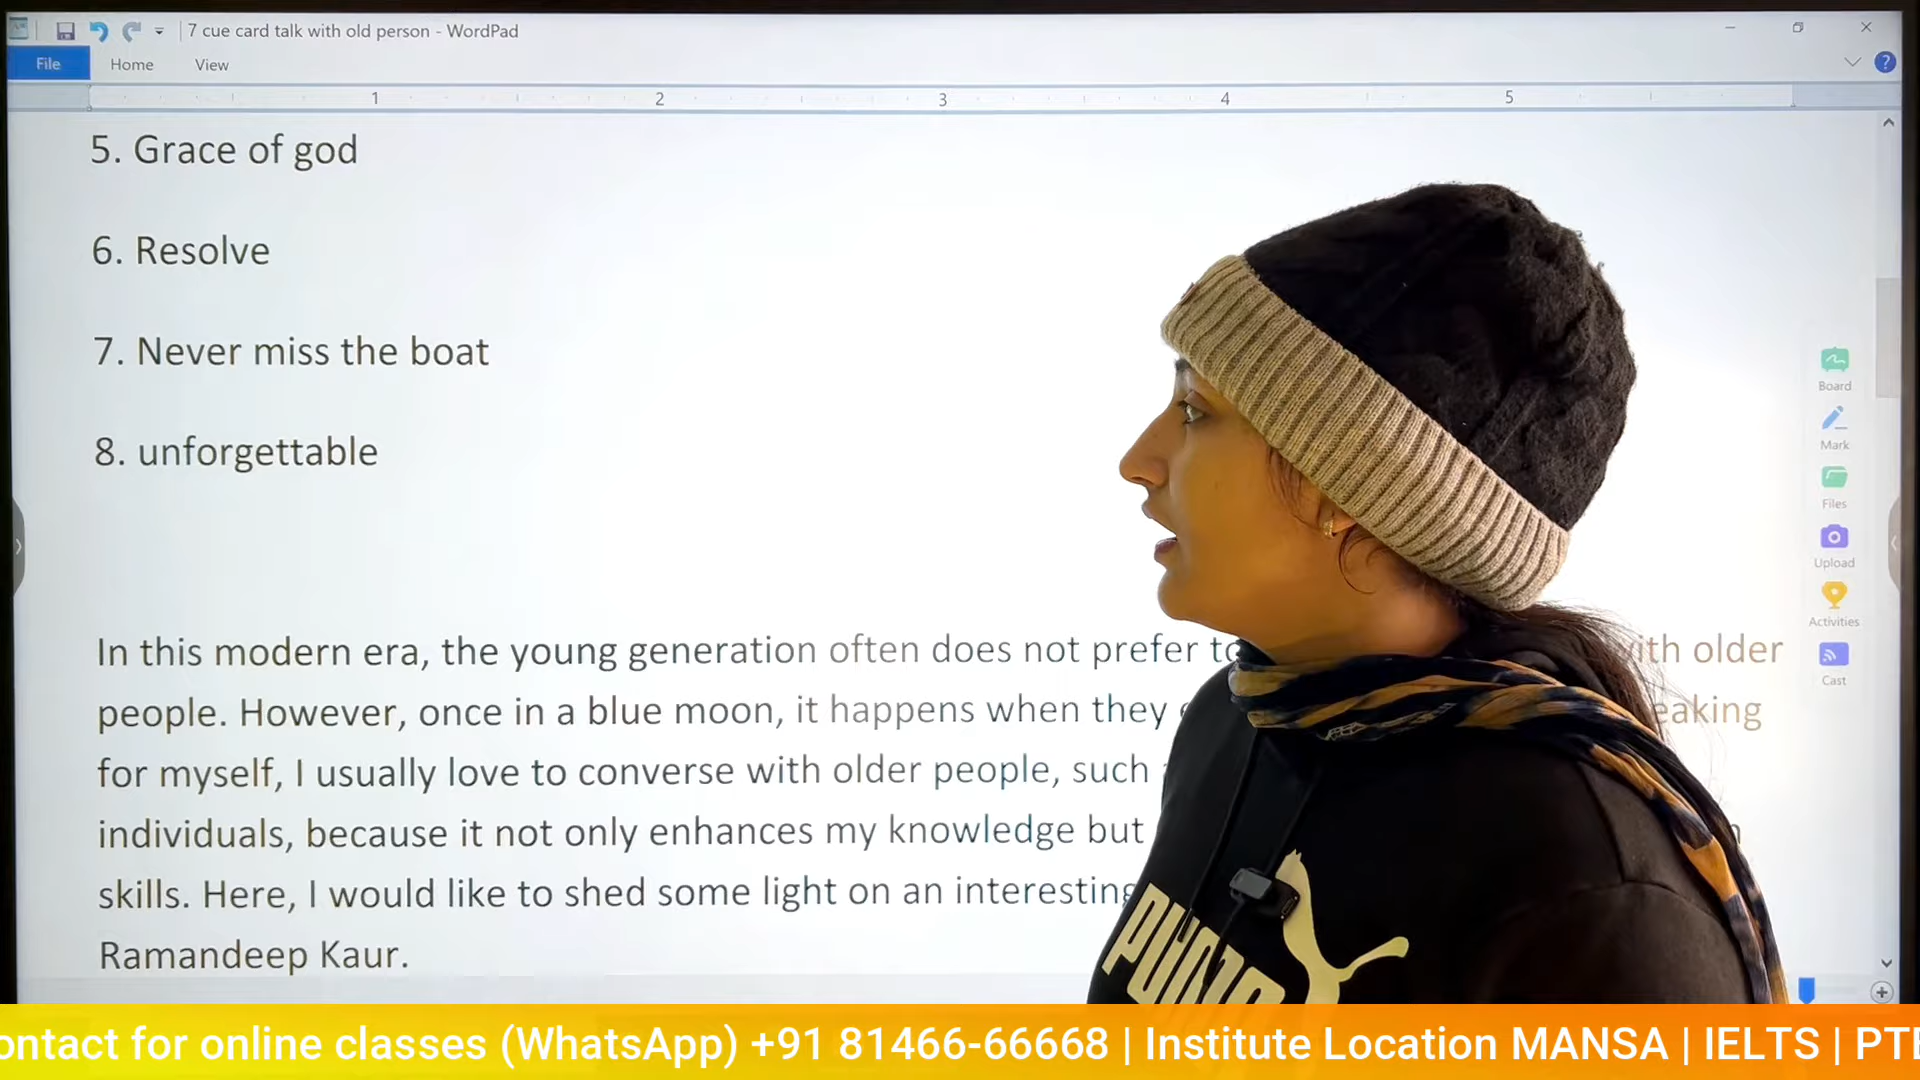 7 cue card talk with old person - WordPad
File Home View
1 2 3 4 5
5. Grace of god
6. Resolve
7. Never miss the boat
8. unforgettable
Board
Mark
Files
Upload
Activities
Cast
In this modern era, the young generation often does not prefer to with older
people. However, once in a blue moon, it happens when they
for myself, I usually love to converse with older people, such
individuals, because it not only enhances my knowledge but
skills. Here, I would like to shed some light on an interesting
Ramandeep Kaur.
PUMA
ontact for online classes (WhatsApp) +91 81466-66668 | Institute Location MANSA | IELTS | PTE